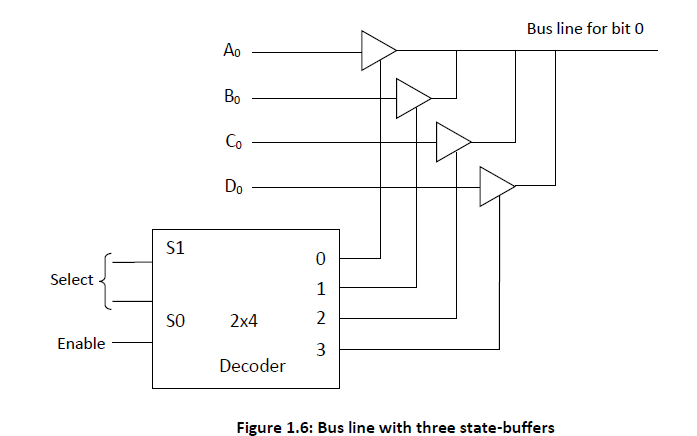 Bus line for bit 0
A0
B0
C0
D0
S1
0
Select
1
S0 2x4 2
Enable
3
Decoder
Figure 1.6: Bus line with three state-buffers